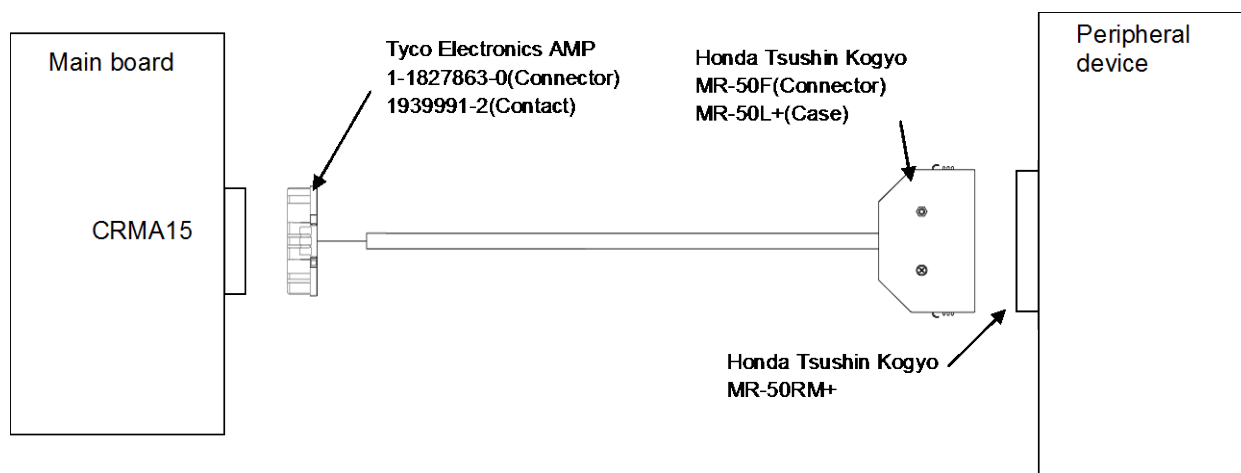 Main board
CRMA15
Tyco Electronics AMP
1-1827863-0(Connector)
1939991-2(Contact)
Honda Tsushin Kogyo
MR-50F(Connector)
MR-50L+(Case)
Peripheral
device
Honda Tsushin Kogyo
MR-50RM+